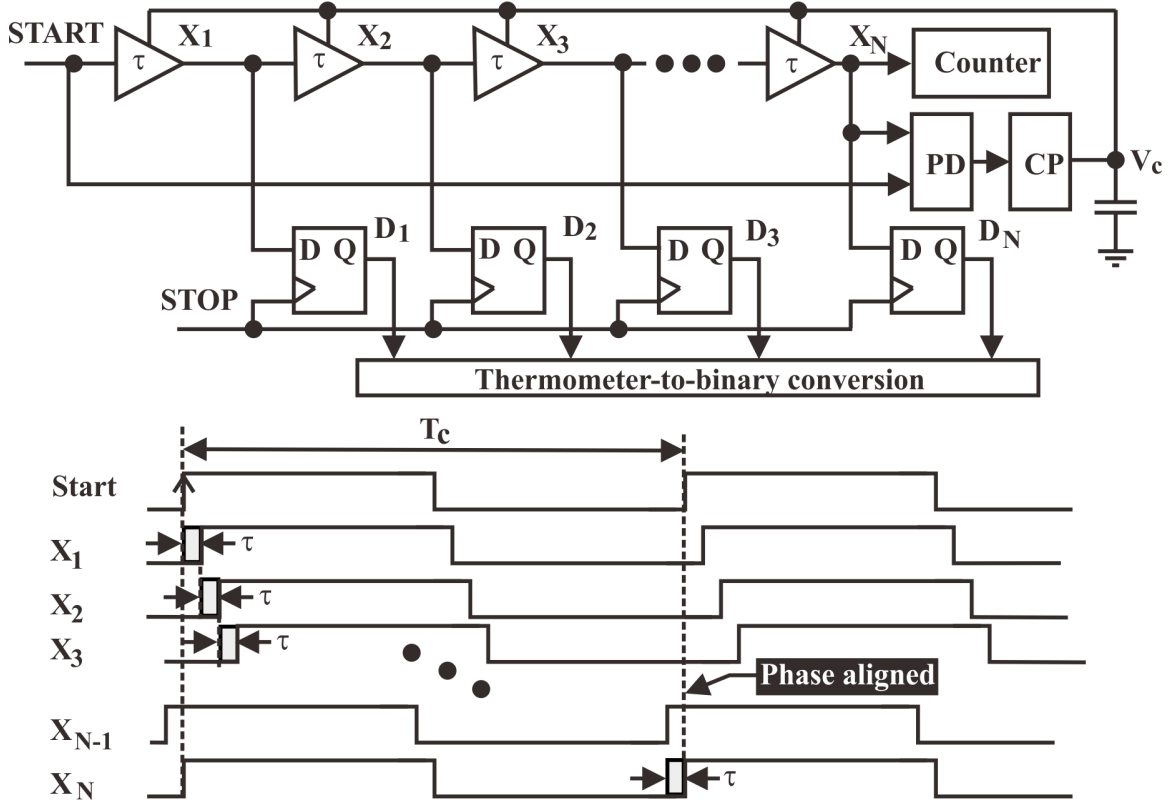 START
X1
X2
X3
XN
τ
τ
τ
τ
Counter
PD
CP
Vc
D1
D2
D3
DN
D Q
D Q
D Q
D Q
STOP
Thermometer-to-binary conversion
Tc
Start
X1
τ
X2
τ
X3
τ
Phase aligned
XN-1
XN
τ